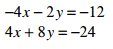 −4x − 2y = −12
4x + 8y = −24